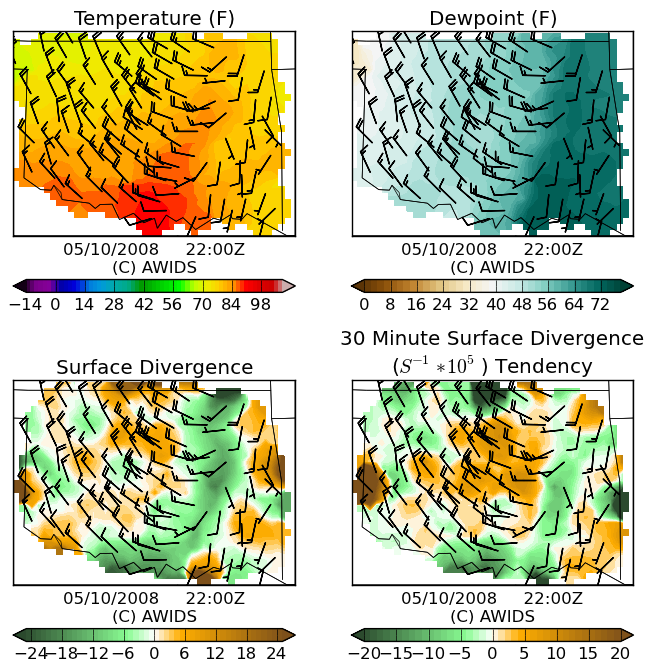 Temperature (F)
05/10/2008 22:00Z
(C) AWIDS
−14 0 14 28 42 56 70 84 98
Dewpoint (F)
05/10/2008 22:00Z
(C) AWIDS
0 8 16 24 32 40 48 56 64 72
Surface Divergence
05/10/2008 22:00Z
(C) AWIDS
−24 −18 −12 −6 0 6 12 18 24
30 Minute Surface Divergence
(S⁻¹ *10⁵ ) Tendency
05/10/2008 22:00Z
(C) AWIDS
−20 −15 −10 −5 0 5 10 15 20